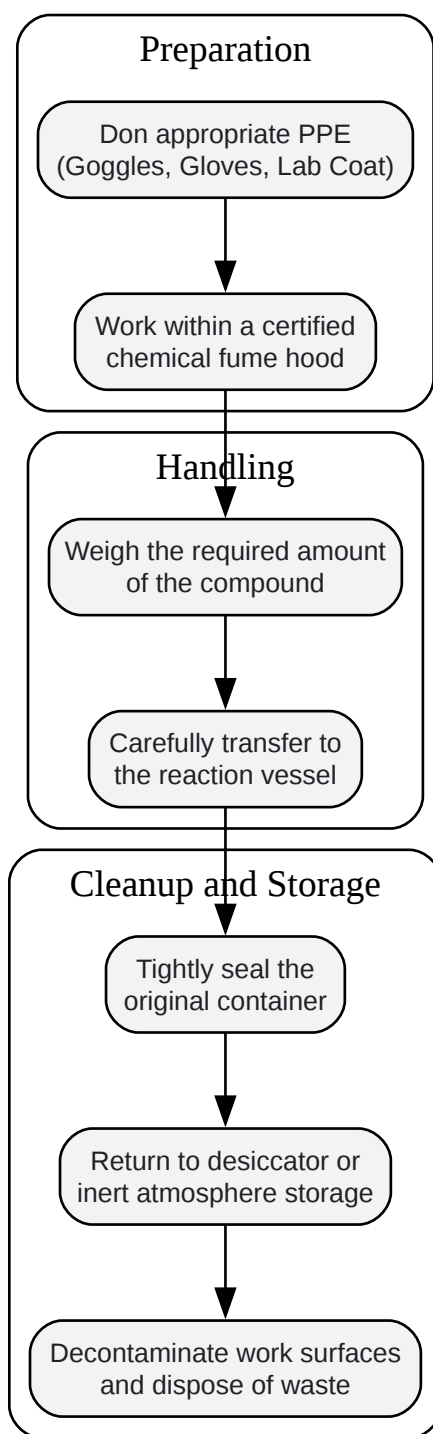 Preparation
Don appropriate PPE
(Goggles, Gloves, Lab Coat)
Work within a certified
chemical fume hood
Handling
Weigh the required amount
of the compound
Carefully transfer to
the reaction vessel
Cleanup and Storage
Tightly seal the
original container
Return to desiccator or
inert atmosphere storage
Decontaminate work surfaces
and dispose of waste